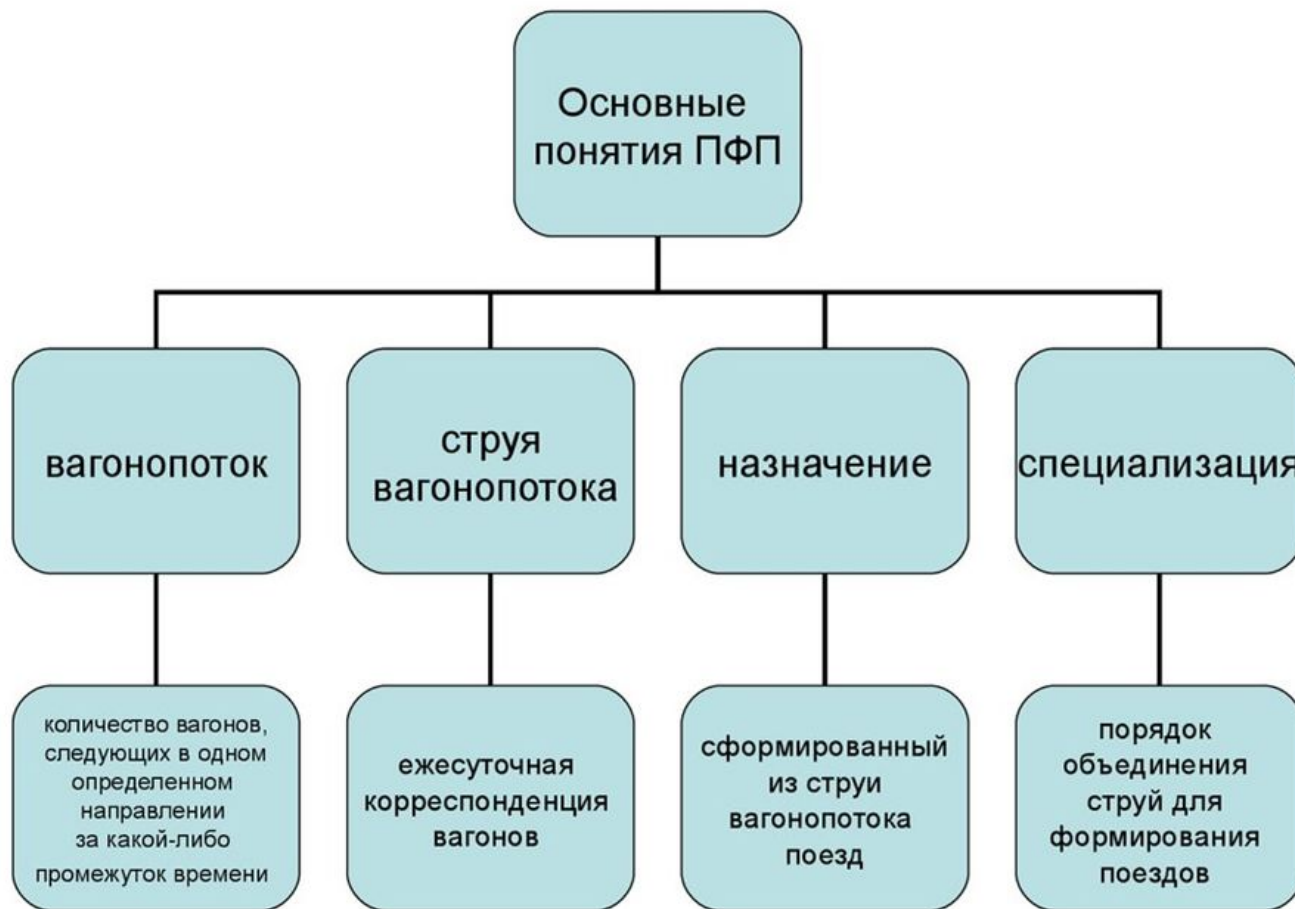 Основные
понятия ПФП
вагонопоток
струя
вагонопотока
назначение
специализация
количество вагонов,
следующих в одном
определенном
направлении
за какой-либо
промежуток времени
ежесуточная
корреспонденция
вагонов
сформированный
из струи
вагонопотока
поезд
порядок
объединения
струй для
формирования
поездов